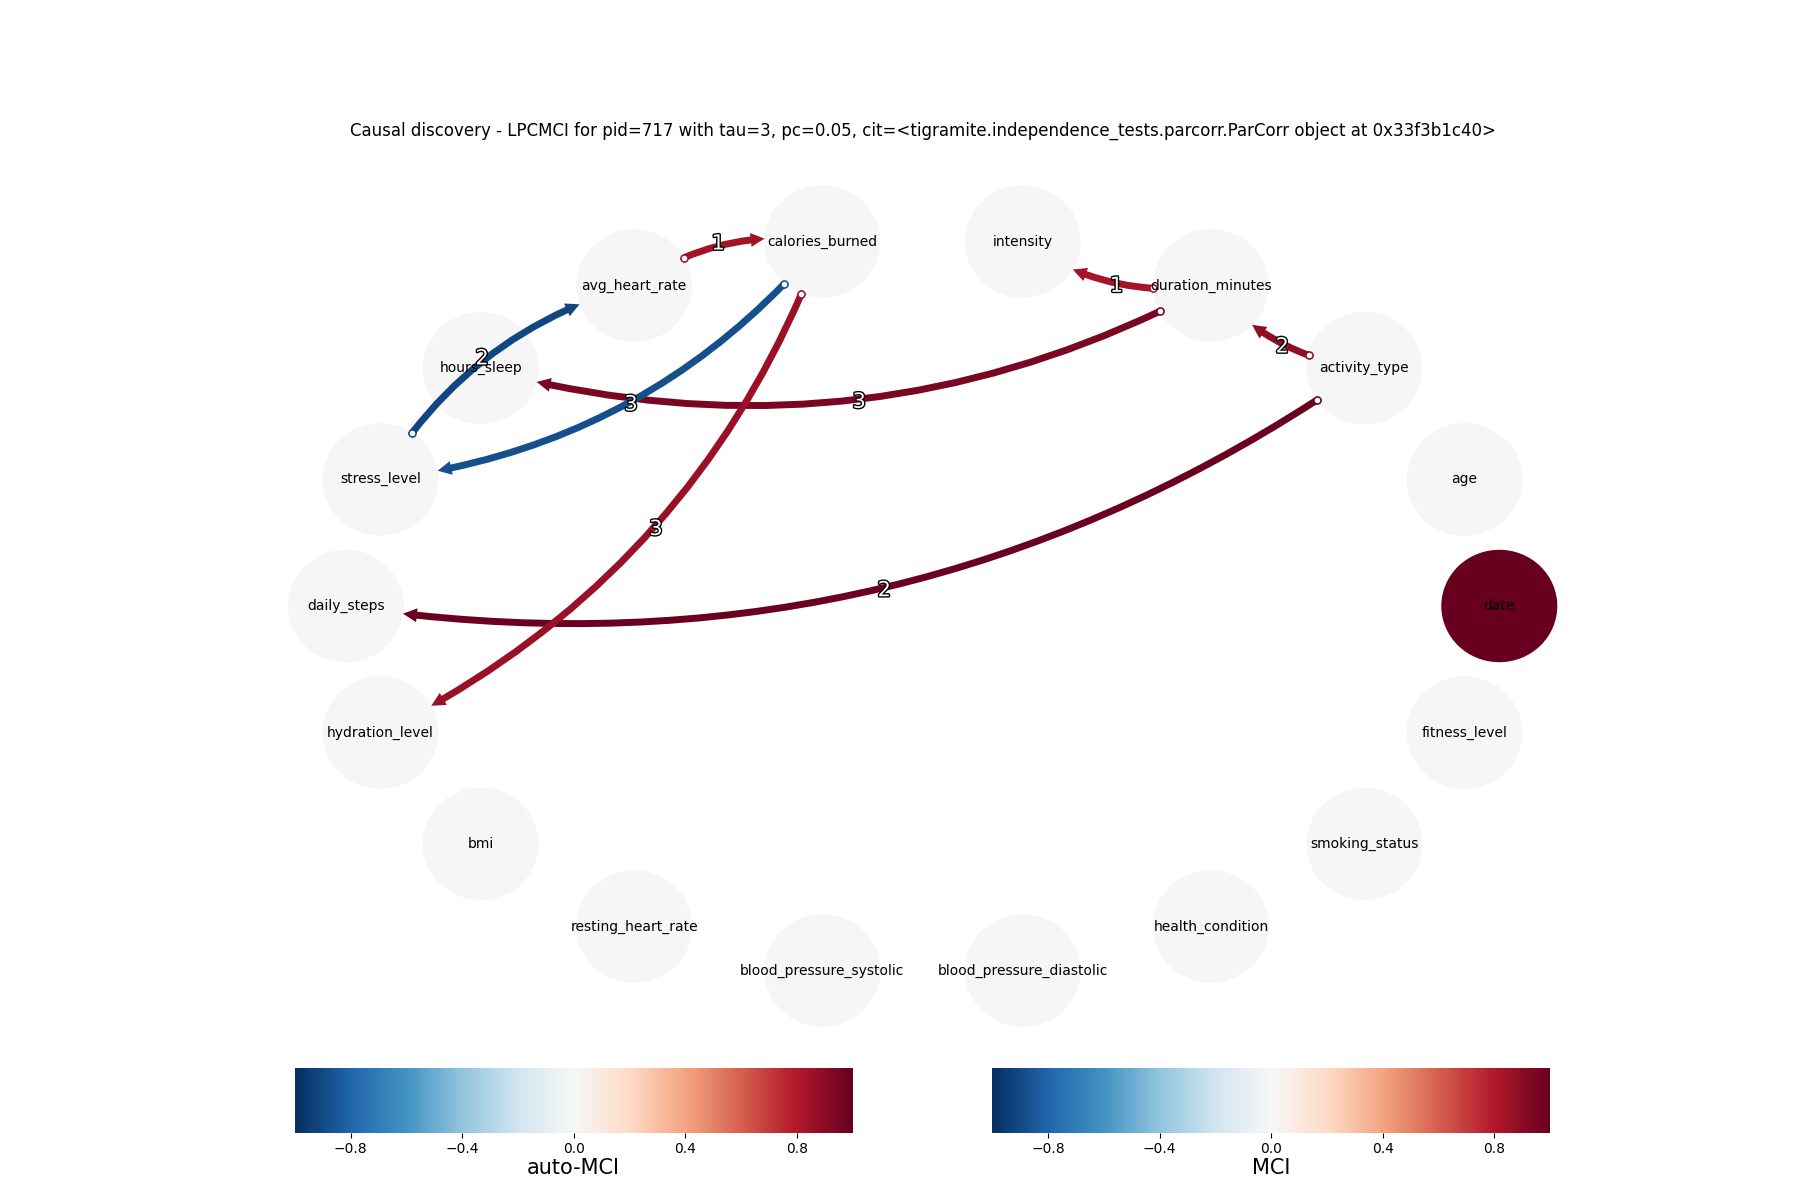 Causal discovery - LPCMCI for pid=717 with tau=3, pc=0.05, cit=<tigramite.independence_tests.parcorr.ParCorr object at 0x33f3b1c40>
calories_burned
intensity
1
avg_heart_rate
1
duration_minutes
2
2
hours_sleep
activity_type
3
3
stress_level
age
3
2
daily_steps
date
hydration_level
fitness_level
bmi
smoking_status
resting_heart_rate
health_condition
blood_pressure_systolic
blood_pressure_diastolic
−0.8 −0.4 0.0 0.4 0.8
auto-MCI
−0.8 −0.4 0.0 0.4 0.8
MCI